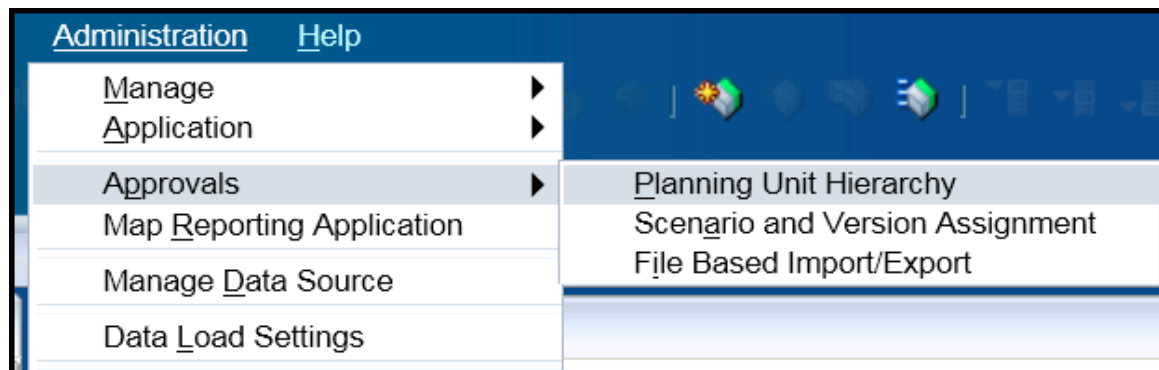 Administration Help
Manage
Application
Approvals
Planning Unit Hierarchy
Map Reporting Application
Scenario and Version Assignment
File Based Import/Export
Manage Data Source
Data Load Settings